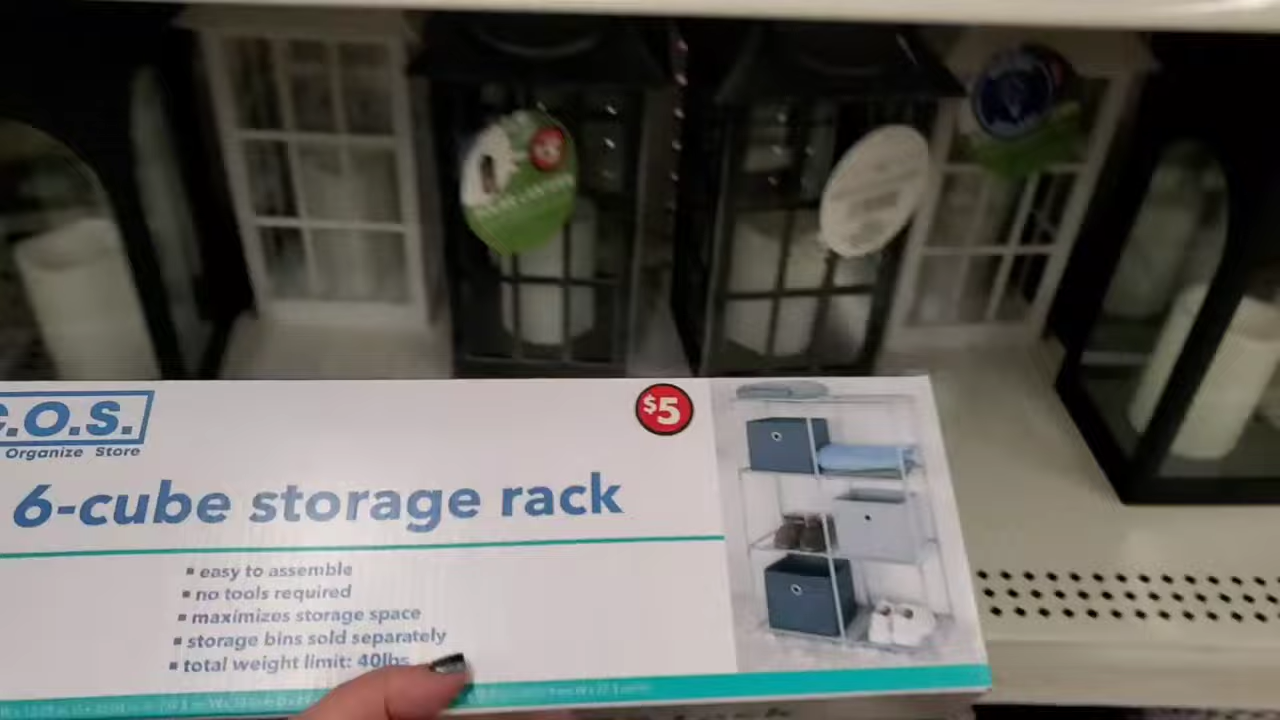 $5
C.O.S.
Organize Store
$5
6-cube storage rack
▪ easy to assemble
▪ no tools required
▪ maximizes storage space
▪ storage bins sold separately
▪ total weight limit: 40lbs